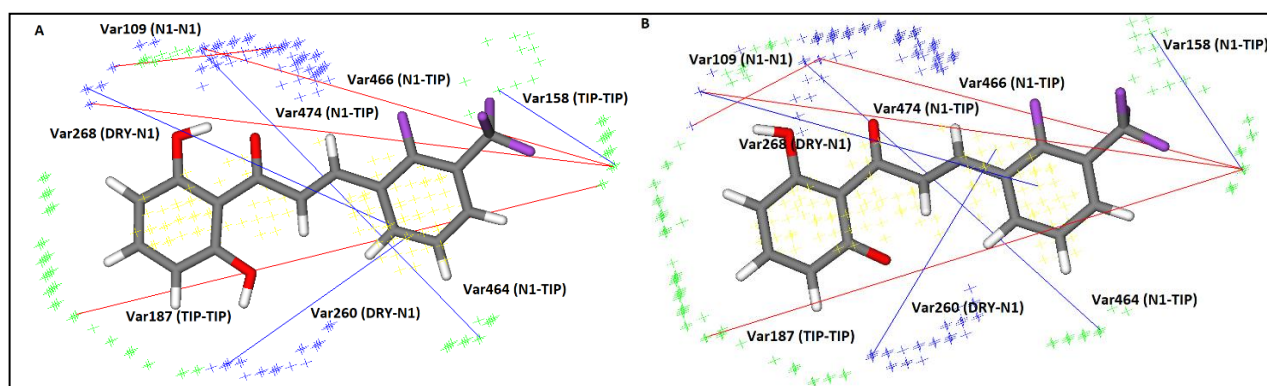 A
Var109 (N1-N1)
Var466 (N1-TIP)
Var474 (N1-TIP)
Var158 (TIP-TIP)
Var268 (DRY-N1)
Var464 (N1-TIP)
Var187 (TIP-TIP)
Var260 (DRY-N1)
B
Var158 (N1-TIP)
Var109 (N1-N1)
Var466 (N1-TIP)
Var474 (N1-TIP)
Var268 (DRY-N1)
Var464 (N1-TIP)
Var260 (DRY-N1)
Var187 (TIP-TIP)